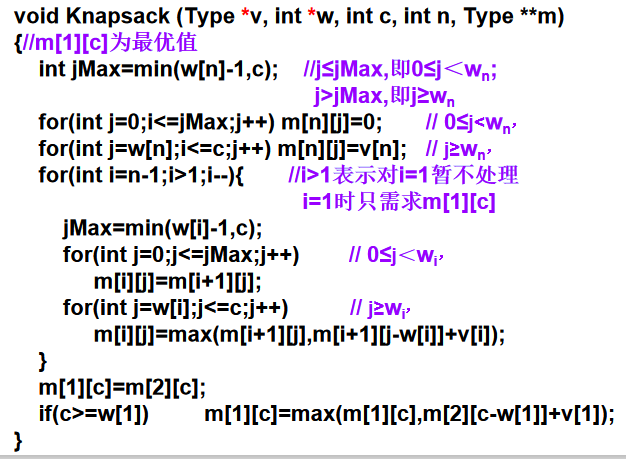 void Knapsack (Type *v, int *w, int c, int n, Type **m)
{//m[1][c]为最优值
int jMax=min(w[n]-1,c); //j≤jMax,即0≤j＜wn;
j>jMax,即j≥wn
for(int j=0;i<=jMax;j++) m[n][j]=0; // 0≤j<wn,
for(int j=w[n];i<=c;j++) m[n][j]=v[n]; // j≥wn,
for(int i=n-1;i>1;i--){ //i>1表示对i=1暂不处理
i=1时只需求m[1][c]
jMax=min(w[i]-1,c);
for(int j=0;j<=jMax;j++) // 0≤j＜wi,
m[i][j]=m[i+1][j];
for(int j=w[i];j<=c;j++) // j≥wi,
m[i][j]=max(m[i+1][j],m[i+1][j-w[i]]+v[i]);
}
m[1][c]=m[2][c];
if(c>=w[1]) m[1][c]=max(m[1][c],m[2][c-w[1]]+v[1]);
}